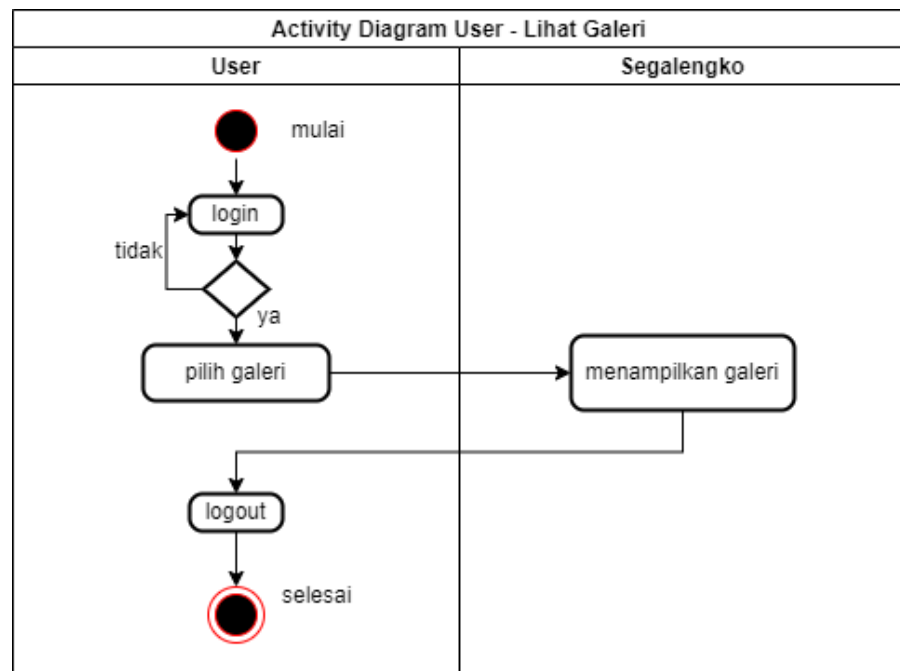 Activity Diagram User - Lihat Galeri
User
Segalengko
mulai
login
tidak
ya
pilih galeri
menampilkan galeri
logout
selesai